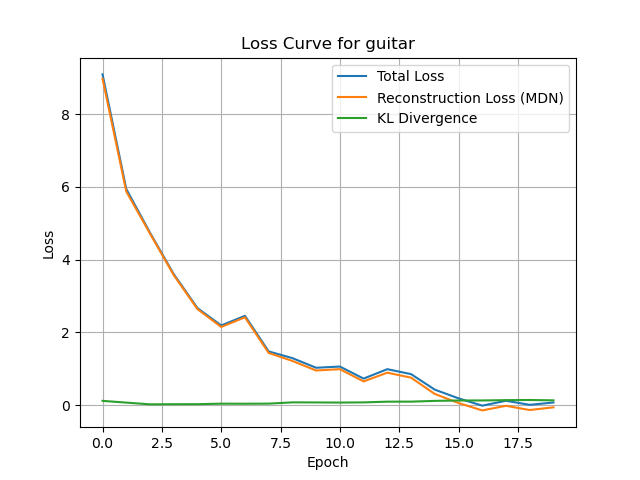 Loss Curve for guitar
Total Loss
Reconstruction Loss (MDN)
KL Divergence
Loss
8
6
4
2
0
0.0 2.5 5.0 7.5 10.0 12.5 15.0 17.5
Epoch